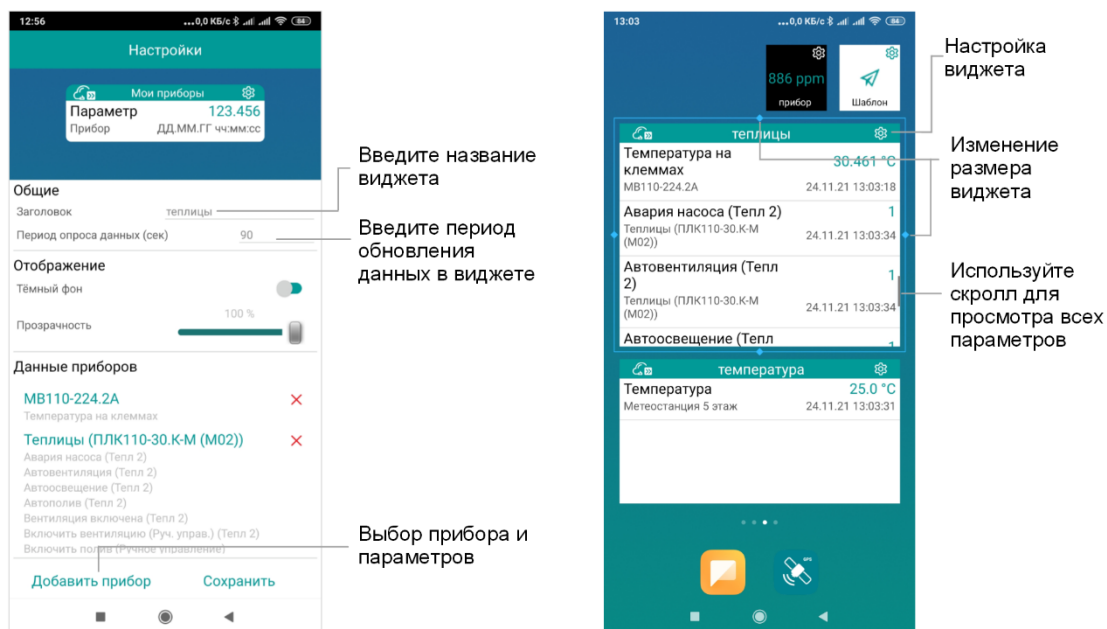 12:56
...0,0 КБ/с 84
Настройки
Мои приборы
Параметр 123.456
Прибор ДД.ММ.ГГ чч:мм:сс
Общие
Заголовок теплицы
Период опроса данных (сек) 90
Отображение
Тёмный фон
100 %
Прозрачность
Данные приборов
МВ110-224.2А
Температура на клеммах
Теплицы (ПЛК110-30.К-М (М02))
Авария насоса (Тепл 2)
Автовентиляция (Тепл 2)
Автоосвещение (Тепл 2)
Автополив (Тепл 2)
Вентиляция включена (Тепл 2)
Включить вентиляцию (Руч. управ.) (Тепл 2)
Включить полив (Ручное управление)
Добавить прибор Сохранить
Введите название
виджета
Введите период
обновления
данных в виджете
Выбор прибора и
параметров
13:03
...0,0 КБ/с 84
886 ppm
прибор
Шаблон
теплицы
Температура на
клеммах
30.461 °C
МВ110-224.2А 24.11.21 13:03:18
Авария насоса (Тепл 2) 1
Теплицы (ПЛК110-30.К-М
(М02))
24.11.21 13:03:34
Автовентиляция (Тепл
2)
1
Теплицы (ПЛК110-30.К-М
(М02))
24.11.21 13:03:34
Автоосвещение (Тепл 1
температура
Температура 25.0 °C
Метеостанция 5 этаж 24.11.21 13:03:31
Настройка
виджета
Изменение
размера
виджета
Используйте
скролл для
просмотра всех
параметров